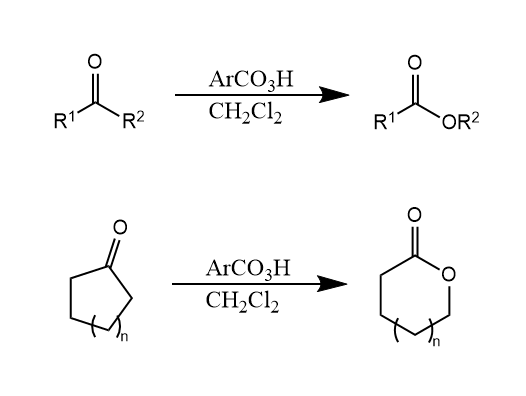 O
O
ArCO₃H
R¹ R² CH₂Cl₂ R¹ OR²
O
O
ArCO₃H O
CH₂Cl₂
( )n ( )n